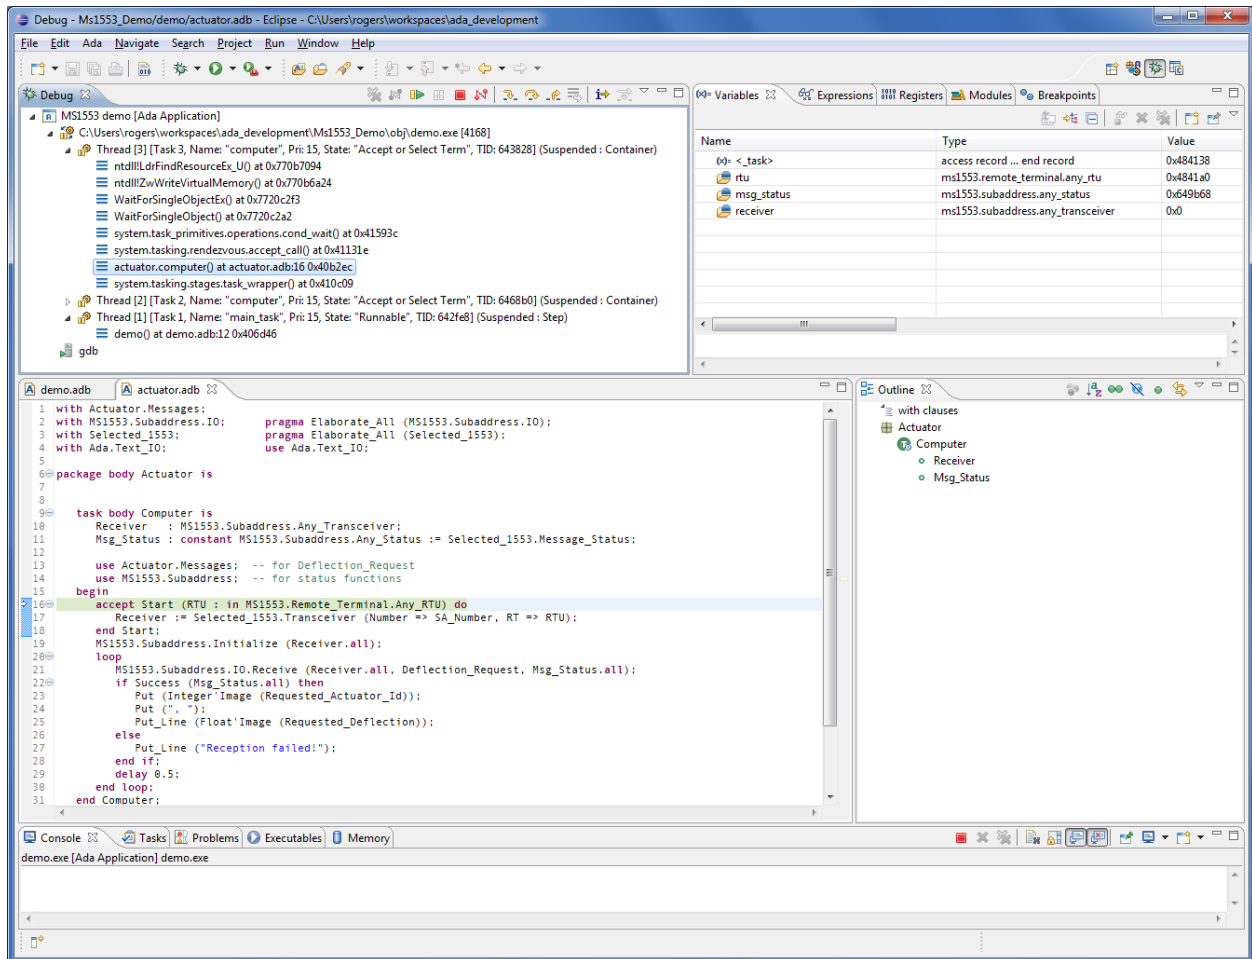 Debug - Ms1553_Demo/demo/actuator.adb - Eclipse - C:\Users\rogers\workspaces\ada_development
File Edit Ada Navigate Search Project Run Window Help
Debug
MS1553 demo [Ada Application]
C:\Users\rogers\workspaces\ada_development\Ms1553_Demo\obj\demo.exe [4168]
Thread [3] [Task 3, Name: "computer", Pri: 15, State: "Accept or Select Term", TID: 643828] (Suspended : Container)
ntdll!LdrFindResourceEx_U() at 0x770b7094
ntdll!ZwWriteVirtualMemory() at 0x770b6a24
WaitForSingleObjectEx() at 0x7720c2f3
WaitForSingleObject() at 0x7720c2a2
system.task_primitives.operations.cond_wait() at 0x41593c
system.tasking.rendezvous.accept_call() at 0x41131e
actuator.computer() at actuator.adb:16 0x40b2ec
system.tasking.stages.task_wrapper() at 0x410c09
Thread [2] [Task 2, Name: "computer", Pri: 15, State: "Accept or Select Term", TID: 6468b0] (Suspended : Container)
Thread [1] [Task 1, Name: "main_task", Pri: 15, State: "Runnable", TID: 642fe8] (Suspended : Step)
demo() at demo.adb:12 0x406d46
gdb
(x)= Variables Expressions Registers Modules Breakpoints
Name Type Value
(x)= <_task> access record ... end record 0x484138
rtu ms1553.remote_terminal.any_rtu 0x4841a0
msg_status ms1553.subaddress.any_status 0x649b68
receiver ms1553.subaddress.any_transceiver 0x0
demo.adb actuator.adb
1 with Actuator.Messages;
2 with MS1553.Subaddress.IO; pragma Elaborate_All (MS1553.Subaddress.IO);
3 with Selected_1553; pragma Elaborate_All (Selected_1553);
4 with Ada.Text_IO; use Ada.Text_IO;
5
6 package body Actuator is
7
8
9 task body Computer is
10 Receiver : MS1553.Subaddress.Any_Transceiver;
11 Msg_Status : constant MS1553.Subaddress.Any_Status := Selected_1553.Message_Status;
12
13 use Actuator.Messages; -- for Deflection_Request
14 use MS1553.Subaddress; -- for status functions
15 begin
16 accept Start (RTU : in MS1553.Remote_Terminal.Any_RTU) do
17 Receiver := Selected_1553.Transceiver (Number => SA_Number, RT => RTU);
18 end Start;
19 MS1553.Subaddress.Initialize (Receiver.all);
20 loop
21 MS1553.Subaddress.IO.Receive (Receiver.all, Deflection_Request, Msg_Status.all);
22 if Success (Msg_Status.all) then
23 Put (Integer'Image (Requested_Actuator_Id));
24 Put (", ");
25 Put_Line (Float'Image (Requested_Deflection));
26 else
27 Put_Line ("Reception failed!");
28 end if;
29 delay 0.5;
30 end loop;
31 end Computer;
Outline
with clauses
Actuator
Computer
Receiver
Msg_Status
Console Tasks Problems Executables Memory
demo.exe [Ada Application] demo.exe